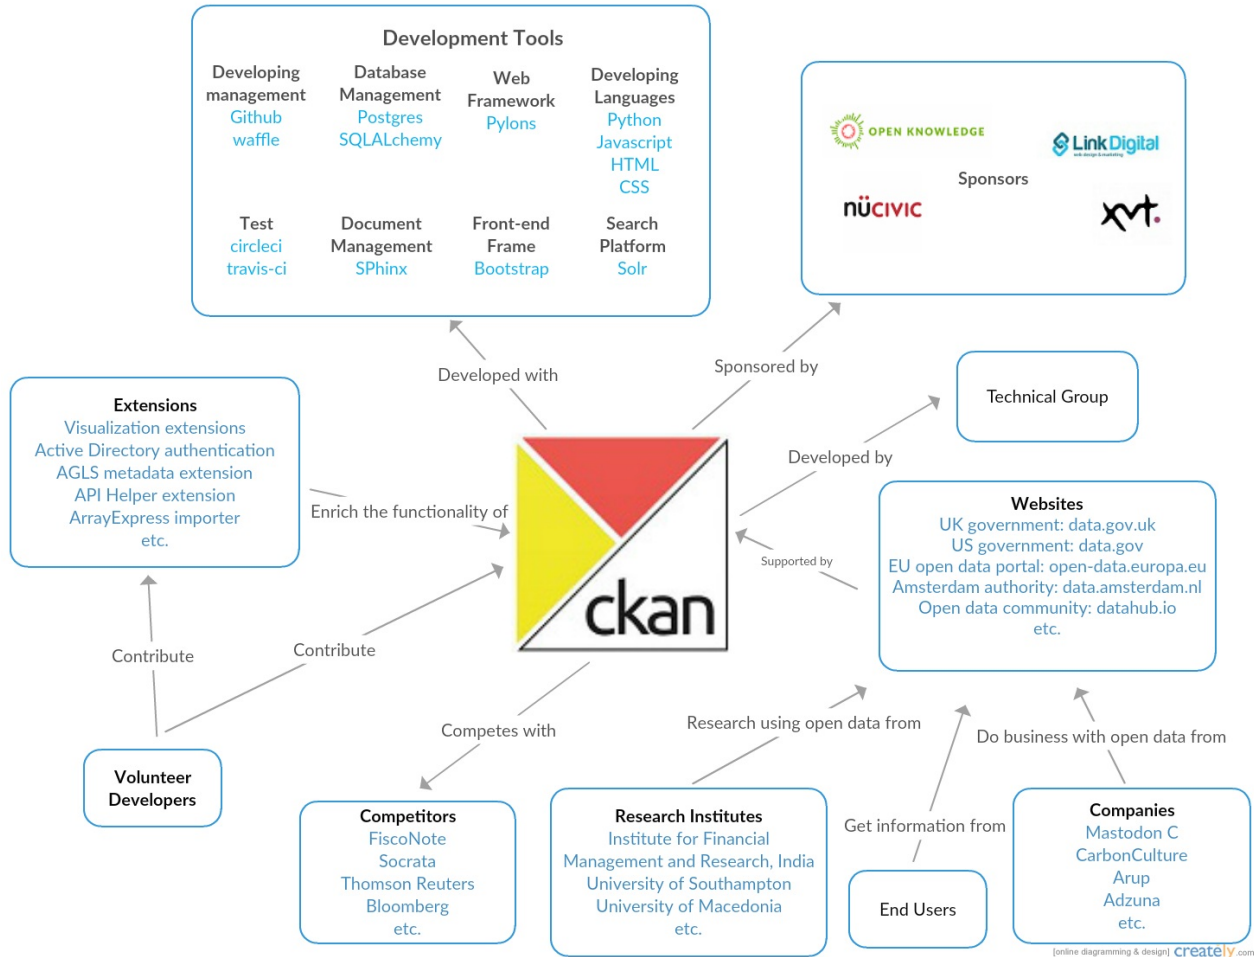 Development Tools
Developing
management
Github
waffle
Database
Management
Postgres
SQLALchemy
Web
Framework
Pylons
Developing
Languages
Python
Javascript
HTML
CSS
Test
circleci
travis-ci
Document
Management
SPhinx
Front-end
Frame
Bootstrap
Search
Platform
Solr
OPEN KNOWLEDGE
LinkDigital
web design & marketing
Sponsors
nüCIVIC
xvt.
Developed with
Sponsored by
Technical Group
Developed by
Extensions
Visualization extensions
Active Directory authentication
AGLS metadata extension
API Helper extension
ArrayExpress importer
etc.
Enrich the functionality of
ckan
Websites
UK government: data.gov.uk
US government: data.gov
EU open data portal: open-data.europa.eu
Amsterdam authority: data.amsterdam.nl
Open data community: datahub.io
etc.
Supported by
Contribute
Contribute
Competes with
Research using open data from
Do business with open data from
Get information from
Volunteer
Developers
Competitors
FiscoNote
Socrata
Thomson Reuters
Bloomberg
etc.
Research Institutes
Institute for Financial
Management and Research, India
University of Southampton
University of Macedonia
etc.
End Users
Companies
Mastodon C
CarbonCulture
Arup
Adzuna
etc.
[online diagramming & design] creately.com